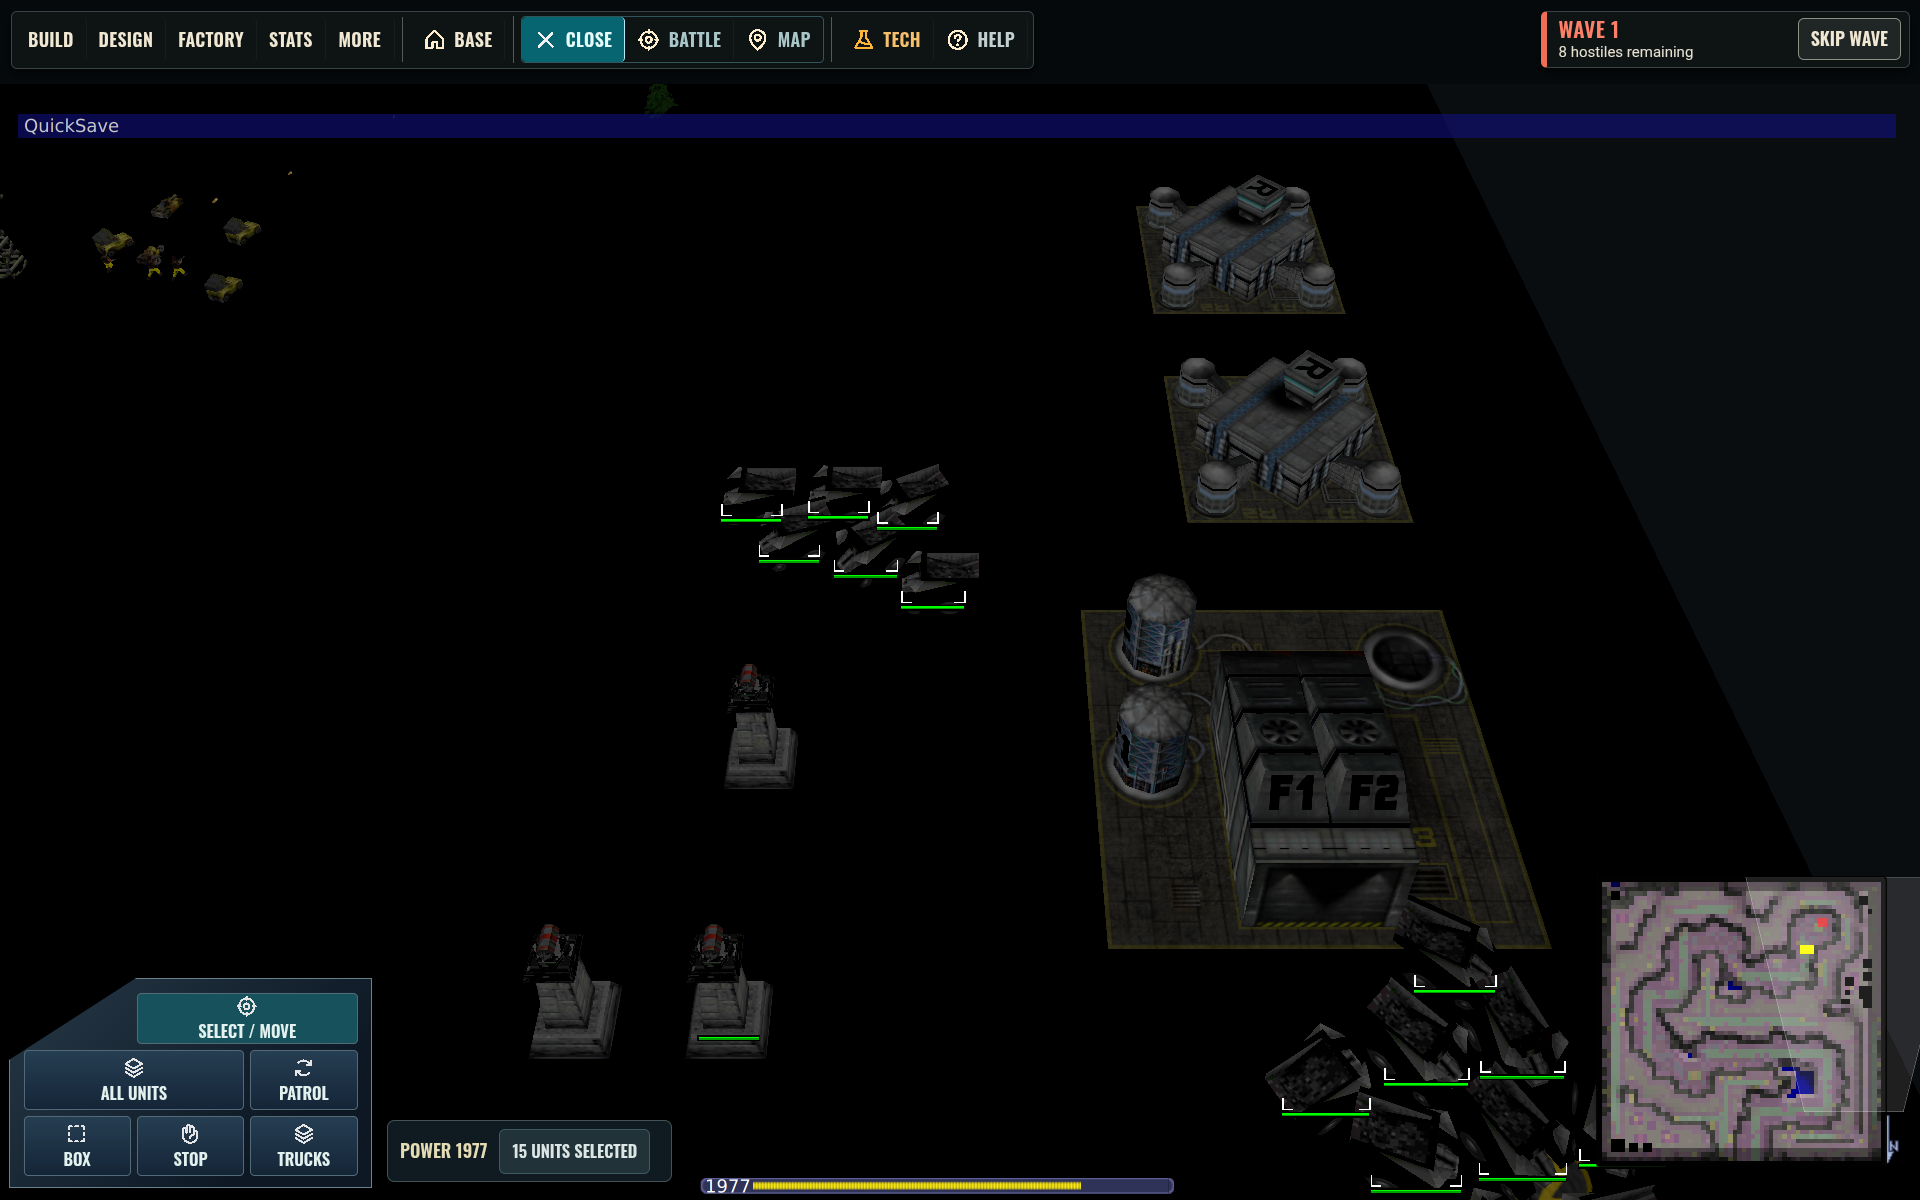 BUILD DESIGN FACTORY STATS MORE BASE CLOSE BATTLE MAP TECH HELP
WAVE 1
8 hostiles remaining
SKIP WAVE
QuickSave
R
R
F1 F2
3
SELECT / MOVE
ALL UNITS PATROL
BOX STOP TRUCKS
POWER 1977 15 UNITS SELECTED
1977
N